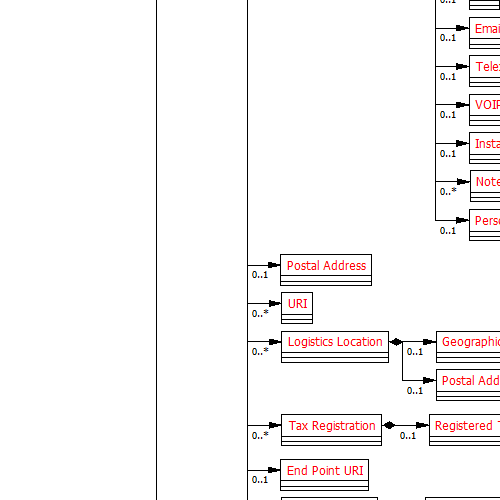 0..1
Emai
0..1
Tele
0..1
VOIP
0..1
Insta
0..1
Note
0..*
Pers
0..1
Postal Address
0..1
URI
0..*
Logistics Location
0..*
Geographic
0..1
Postal Add
0..1
Tax Registration
0..*
Registered
0..1
End Point URI
0..1